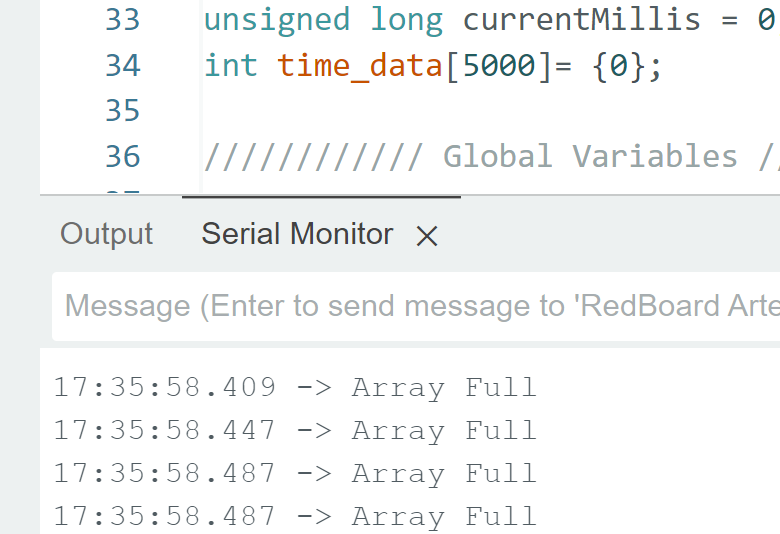 33 unsigned long currentMillis = 0
34 int time_data[5000]= {0};
35
36 //////////// Global Variables //
Output Serial Monitor ×
Message (Enter to send message to 'RedBoard Arte
17:35:58.409 -> Array Full
17:35:58.447 -> Array Full
17:35:58.487 -> Array Full
17:35:58.487 -> Array Full